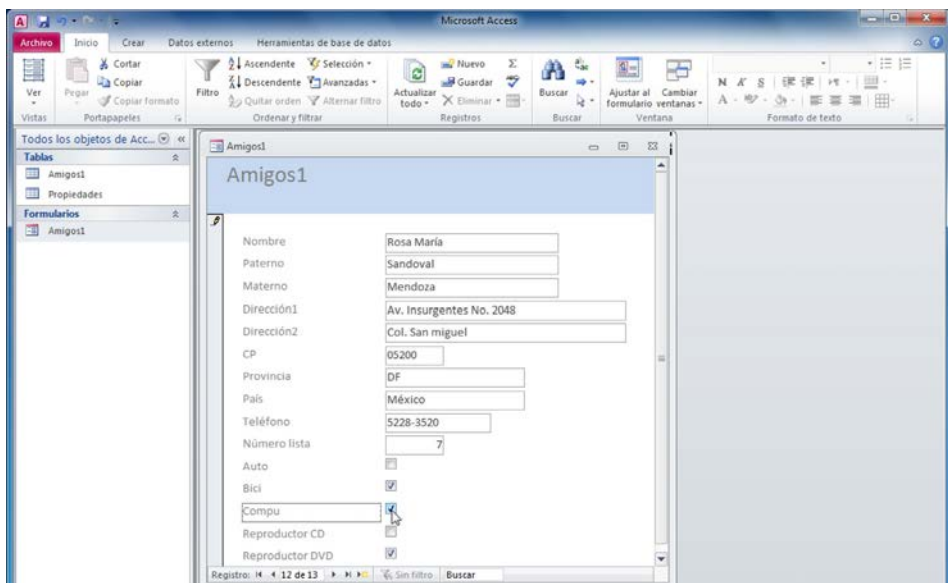 Microsoft Access
Archivo Inicio Crear Datos externos Herramientas de base de datos
Ver
Vistas
Pegar
Cortar
Copiar
Copiar formato
Portapapeles
Filtro
Ascendente
Descendente
Quitar orden
Selección
Avanzadas
Alternar filtro
Ordenar y filtrar
Actualizar todo
Nuevo
Guardar
Eliminar
Registros
Buscar
Buscar
Ajustar al formulario
Cambiar ventanas
Ventana
N K S
A
Formato de texto
Todos los objetos de Acc...
Tablas
Amigos1
Propiedades
Formularios
Amigos1
Amigos1
Amigos1
Nombre Rosa María
Paterno Sandoval
Materno Mendoza
Dirección1 Av. Insurgentes No. 2048
Dirección2 Col. San miguel
CP 05200
Provincia DF
País México
Teléfono 5228-3520
Número lista 7
Auto
Bici
Compu
Reproductor CD
Reproductor DVD
Registro: 12 de 13 Sin filtro Buscar